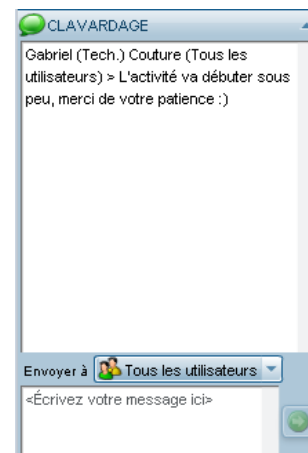 CLAVARDAGE
Gabriel (Tech.) Couture (Tous les
utilisateurs) > L'activité va débuter sous
peu, merci de votre patience :)
Envoyer à Tous les utilisateurs
<Écrivez votre message ici>